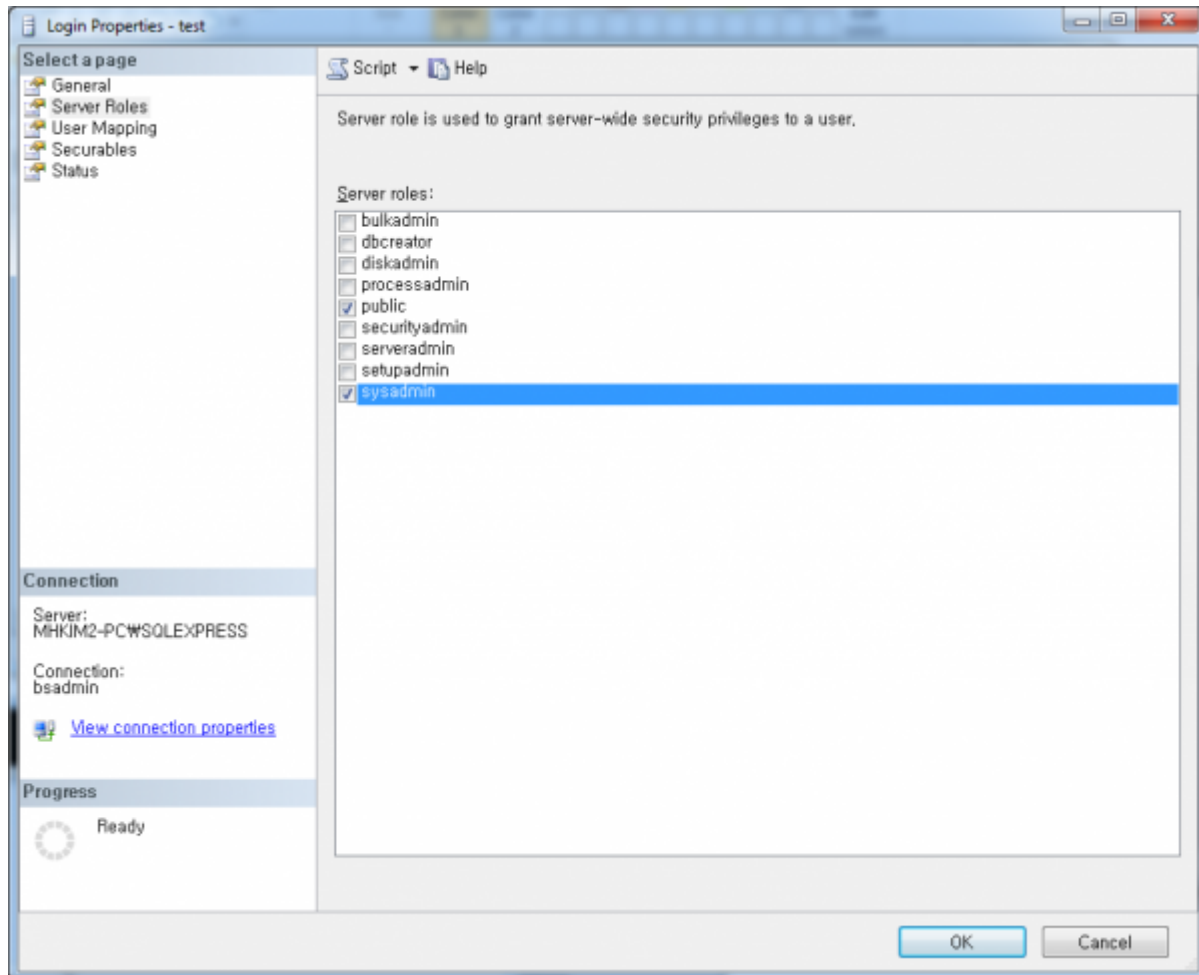 Login Properties - test
Select a page
General
Server Roles
User Mapping
Securables
Status
Script
Help
Server role is used to grant server-wide security privileges to a user.
Server roles:
bulkadmin
dbcreator
diskadmin
processadmin
public
securityadmin
serveradmin
setupadmin
sysadmin
Connection
Server:
MHKIM2-PC₩SQLEXPRESS
Connection:
bsadmin
View connection properties
Progress
Ready
OK
Cancel